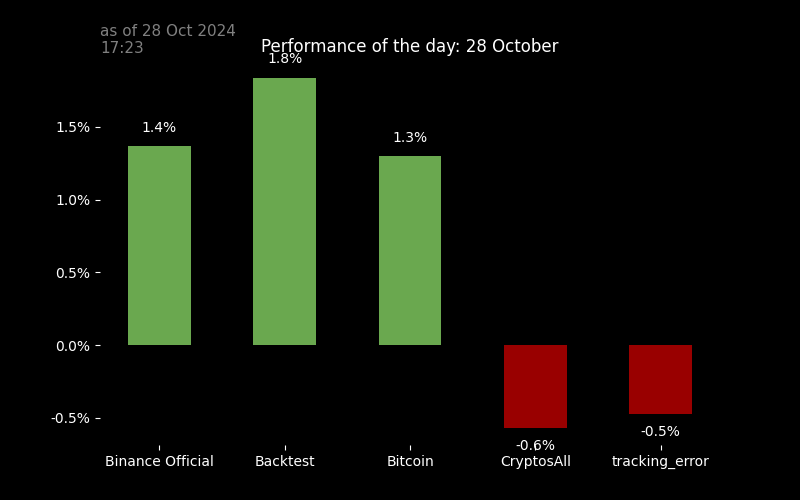 as of 28 Oct 2024
17:23
Performance of the day: 28 October
1.8%
1.4%
1.3%
1.5%
1.0%
0.5%
0.0%
-0.5%
-0.5%
-0.6%
Binance Official
Backtest
Bitcoin
CryptosAll
tracking_error